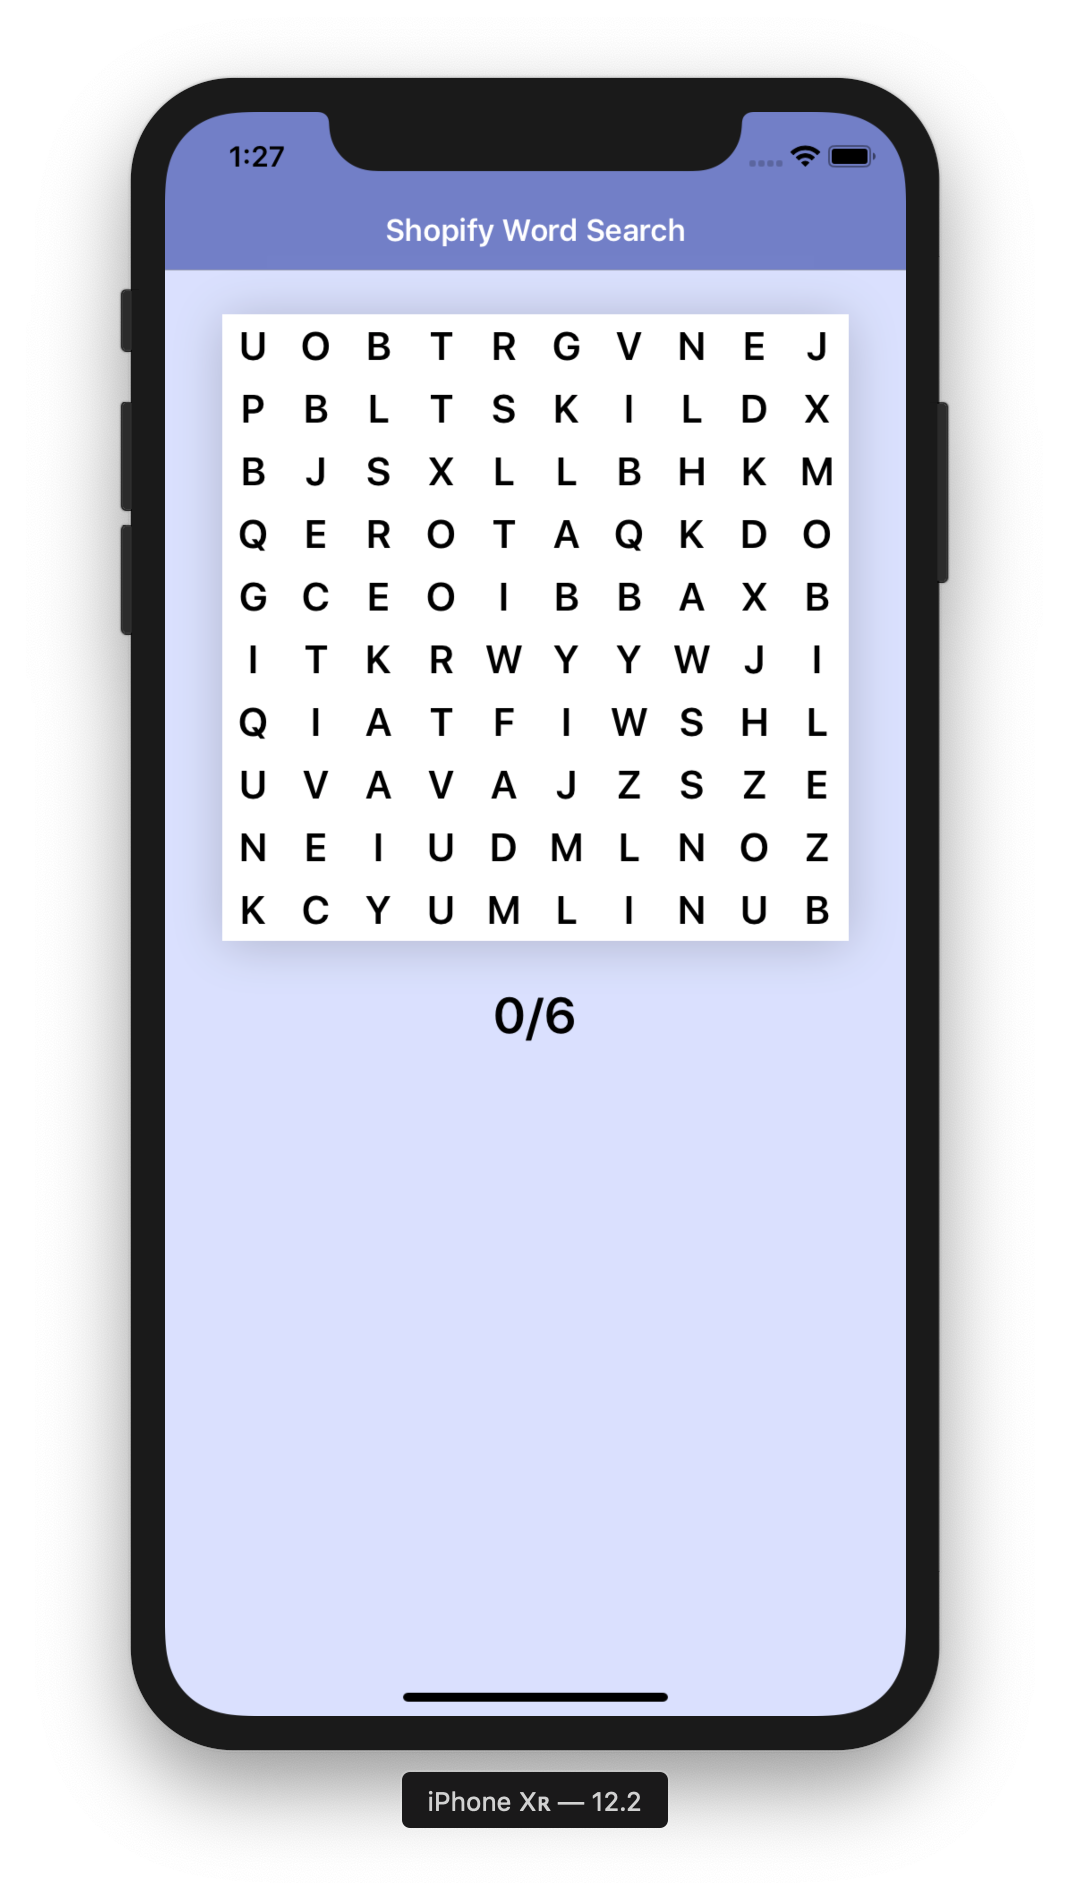 1:27
Shopify Word Search
U O B T R G V N E J
P B L T S K I L D X
B J S X L L B H K M
Q E R O T A Q K D O
G C E O I B B A X B
I T K R W Y Y W J I
Q I A T F I W S H L
U V A V A J Z S Z E
N E I U D M L N O Z
K C Y U M L I N U B
0/6
iPhone XR — 12.2